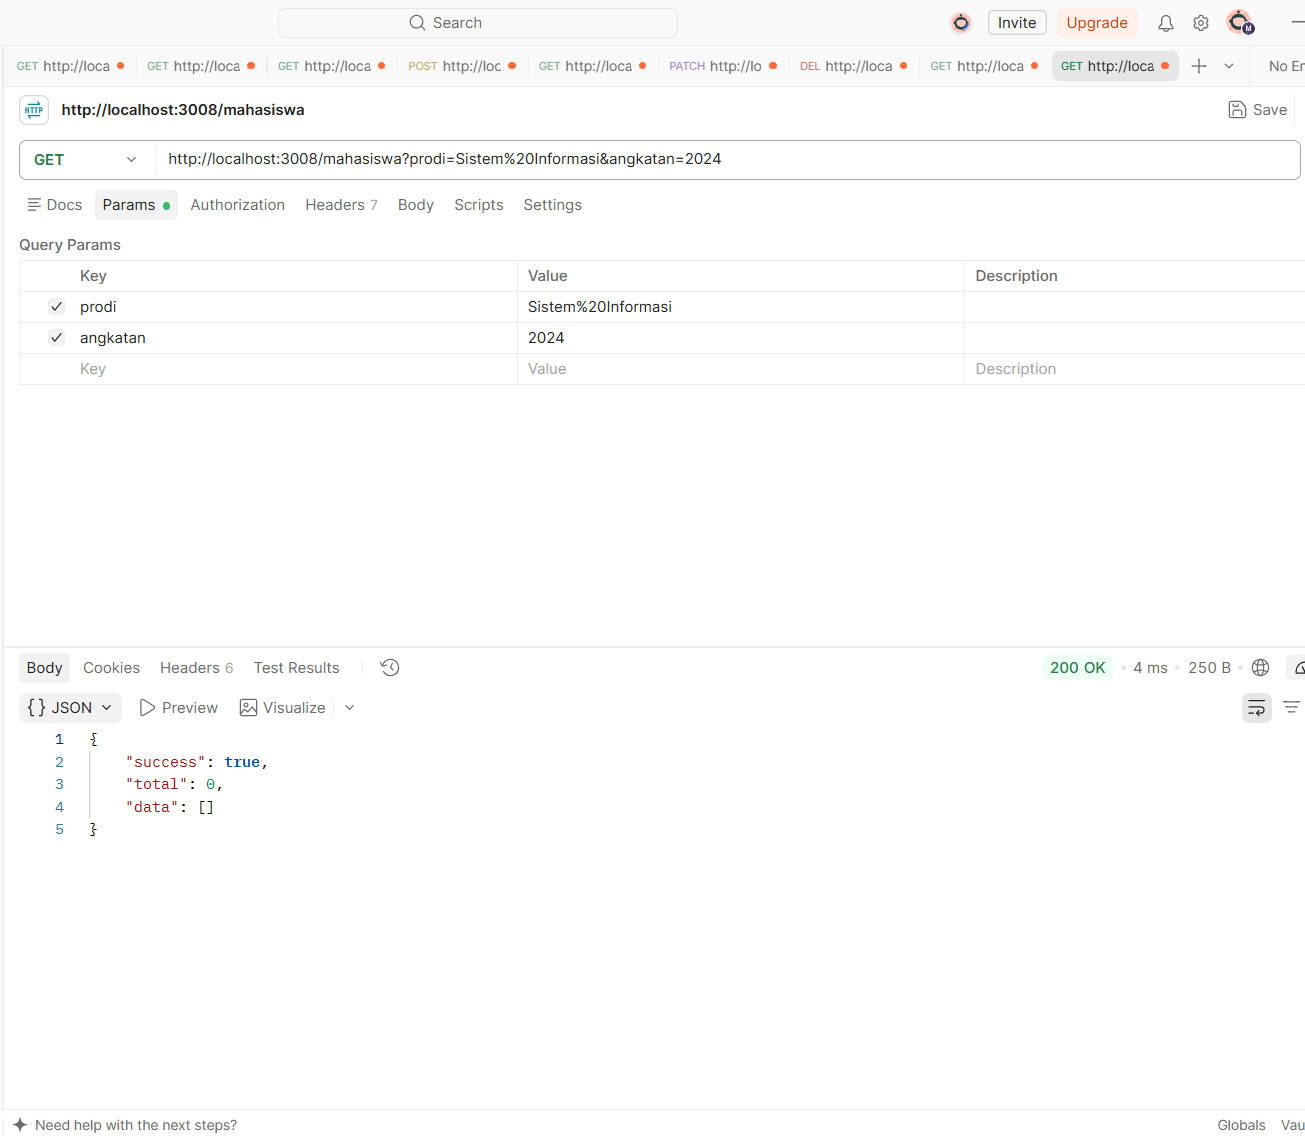 Search
Invite
Upgrade
GET http://loca
GET http://loca
GET http://loca
POST http://loc
GET http://loca
PATCH http://lo
DEL http://loca
GET http://loca
GET http://loca
No En
HTTP
http://localhost:3008/mahasiswa
Save
GET
http://localhost:3008/mahasiswa?prodi=Sistem%20Informasi&angkatan=2024
Docs
Params
Authorization
Headers 7
Body
Scripts
Settings
Query Params
Key Value Description
prodi Sistem%20Informasi
angkatan 2024
Key Value Description
Body
Cookies
Headers 6
Test Results
200 OK
4 ms
250 B
{} JSON
Preview
Visualize
1 {
2 "success": true,
3 "total": 0,
4 "data": []
5 }
Need help with the next steps?
Globals
Vau